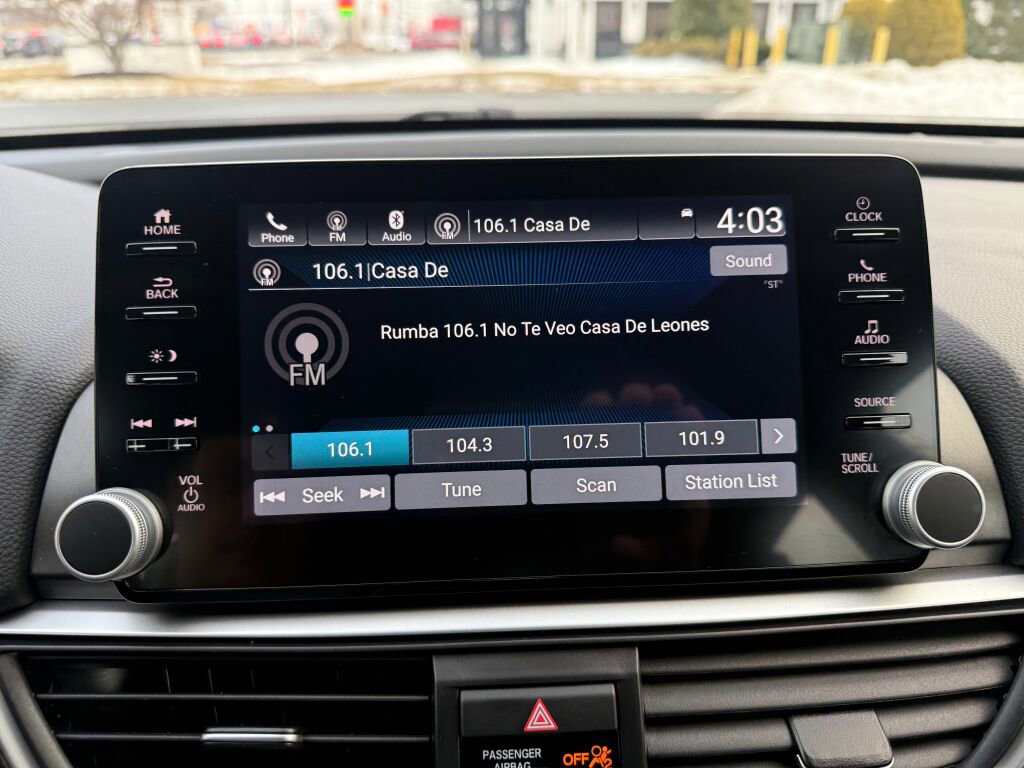 HOME
BACK
VOL
AUDIO
Phone
FM
Audio
FM
106.1 Casa De
4:03
FM
106.1|Casa De
Sound
"ST"
FM
Rumba 106.1 No Te Veo Casa De Leones
106.1
104.3
107.5
101.9
Seek
Tune
Scan
Station List
CLOCK
PHONE
AUDIO
SOURCE
TUNE/
SCROLL
PASSENGER
AIRBAG
OFF